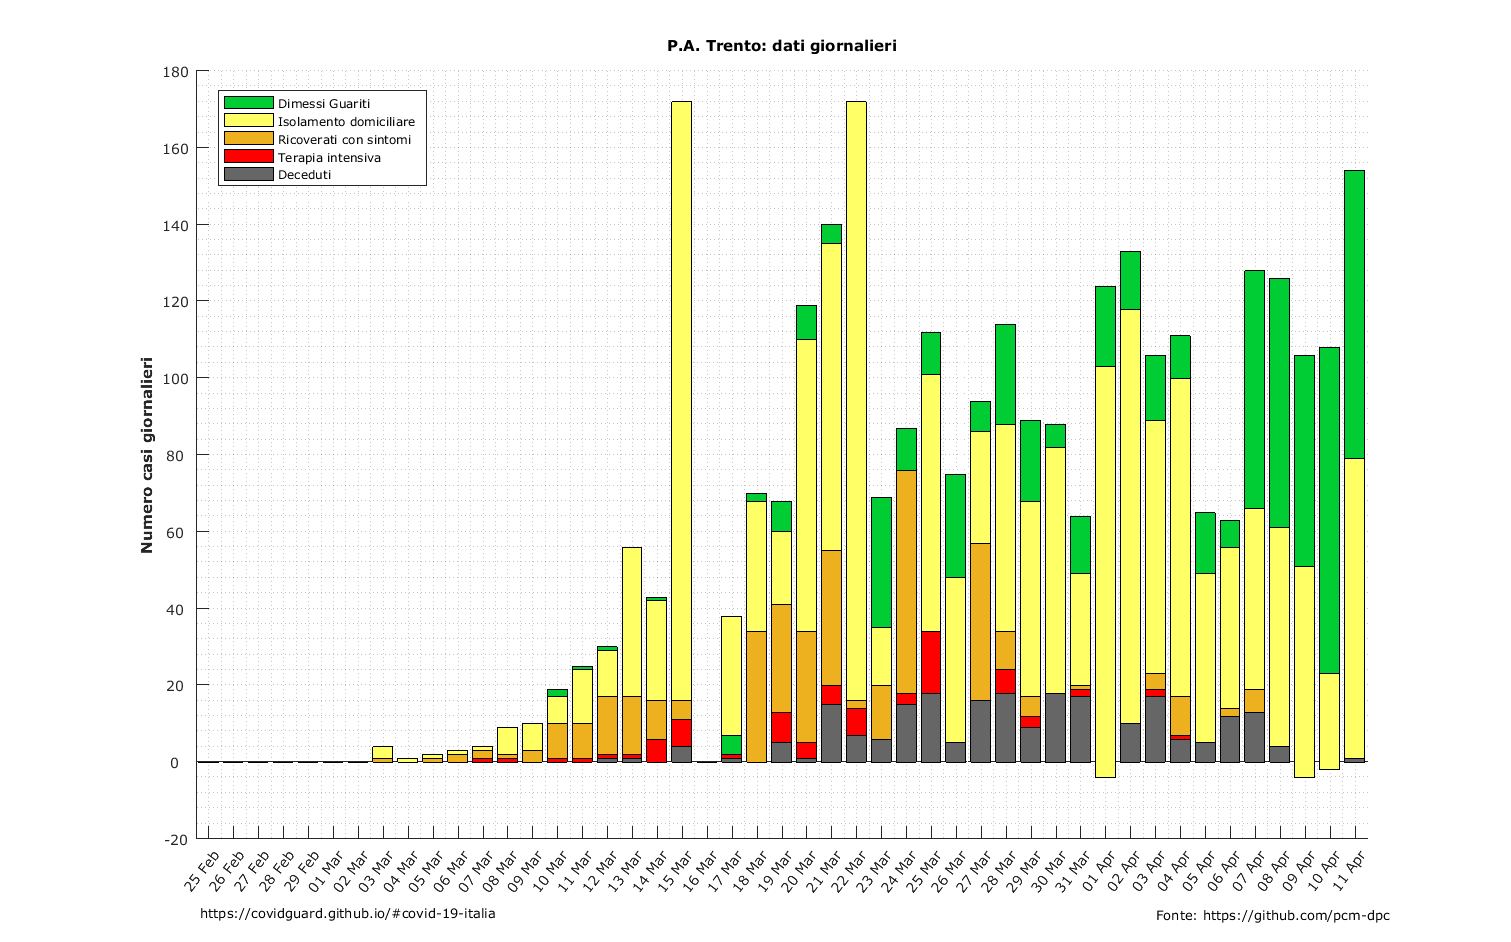 P.A. Trento: dati giornalieri
180
160
140
120
100
80
60
40
20
0
-20
Numero casi giornalieri
Dimessi Guariti
Isolamento domiciliare
Ricoverati con sintomi
Terapia intensiva
Deceduti
25 Feb
26 Feb
27 Feb
28 Feb
29 Feb
01 Mar
02 Mar
03 Mar
04 Mar
05 Mar
06 Mar
07 Mar
08 Mar
09 Mar
10 Mar
11 Mar
12 Mar
13 Mar
14 Mar
15 Mar
16 Mar
17 Mar
18 Mar
19 Mar
20 Mar
21 Mar
22 Mar
23 Mar
24 Mar
25 Mar
26 Mar
27 Mar
28 Mar
29 Mar
30 Mar
31 Mar
01 Apr
02 Apr
03 Apr
04 Apr
05 Apr
06 Apr
07 Apr
08 Apr
09 Apr
10 Apr
11 Apr
https://covidguard.github.io/#covid-19-italia
Fonte: https://github.com/pcm-dpc